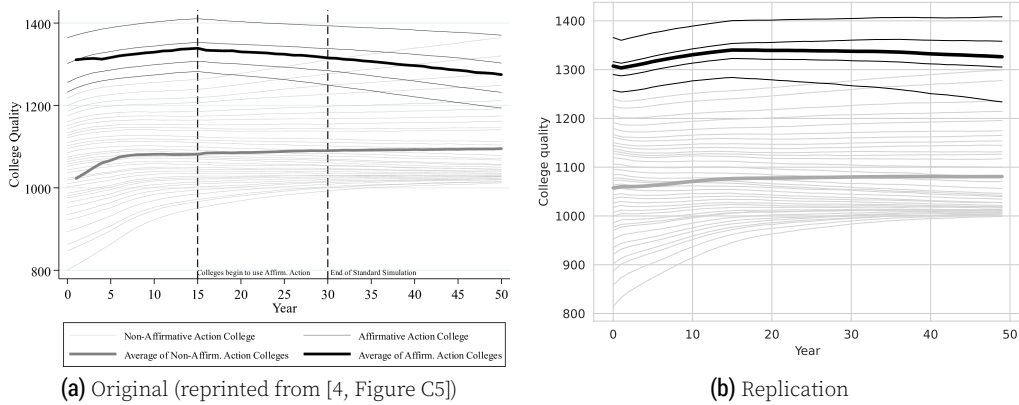 1400
1200
1000
800
College Quality
Colleges begin to use Affirm. Action
End of Standard Simulation
0 5 10 15 20 25 30 35 40 45 50
Year
Non-Affirmative Action College
Affirmative Action College
Average of Non-Affirm. Action Colleges
Average of Affirm. Action Colleges
(a) Original (reprinted from [4, Figure C5])
1400
1300
1200
1100
1000
900
800
College quality
0 10 20 30 40 50
Year
(b) Replication